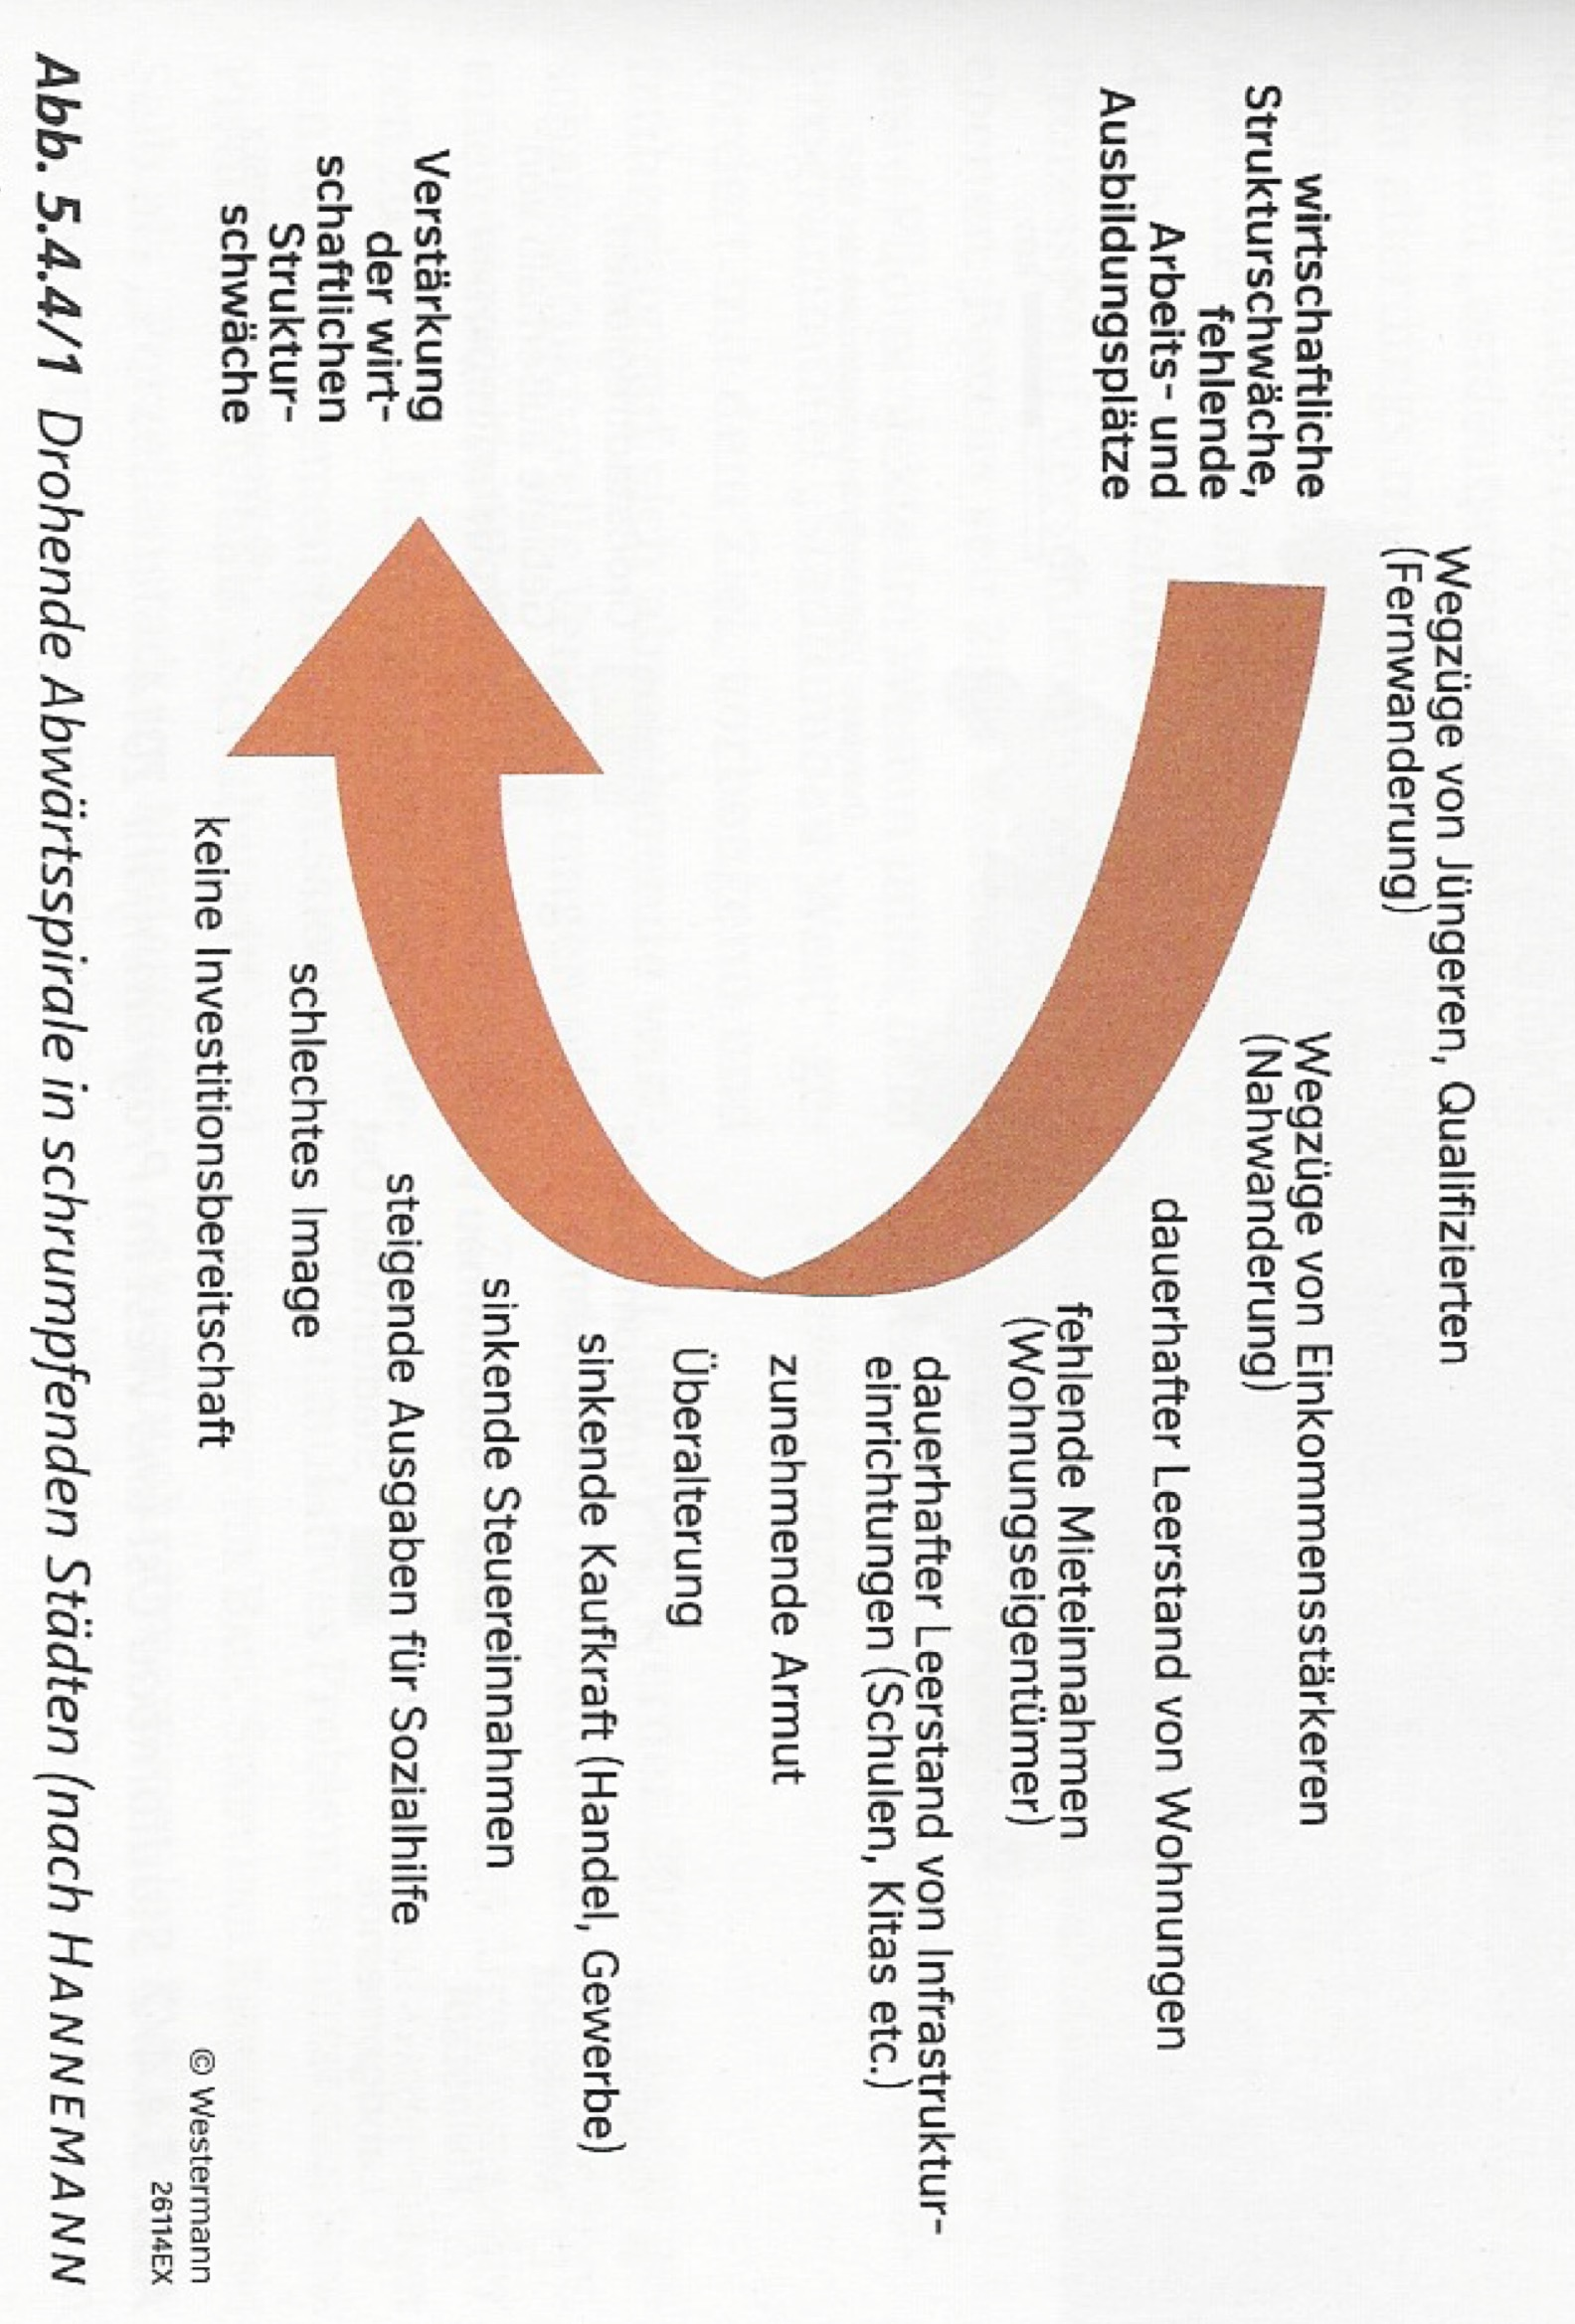 Wegzüge von Jüngeren, Qualifizierten
(Fernwanderung)
wirtschaftliche
Strukturschwäche,
fehlende
Arbeits- und
Ausbildungsplätze
Wegzüge von Einkommensstärkeren
(Nahwanderung)
dauerhafter Leerstand von Wohnungen
fehlende Mieteinnahmen
(Wohnungseigentümer)
dauerhafter Leerstand von Infrastruktur-
einrichtungen (Schulen, Kitas etc.)
zunehmende Armut
Überalterung
sinkende Kaufkraft (Handel, Gewerbe)
sinkende Steuereinnahmen
steigende Ausgaben für Sozialhilfe
schlechtes Image
keine Investitionsbereitschaft
Verstärkung
der wirt-
schaftlichen
Struktur-
schwäche
© Westermann
26114EX
Abb. 5.4.4/1 Drohende Abwärtsspirale in schrumpfenden Städten (nach HANNEMANN